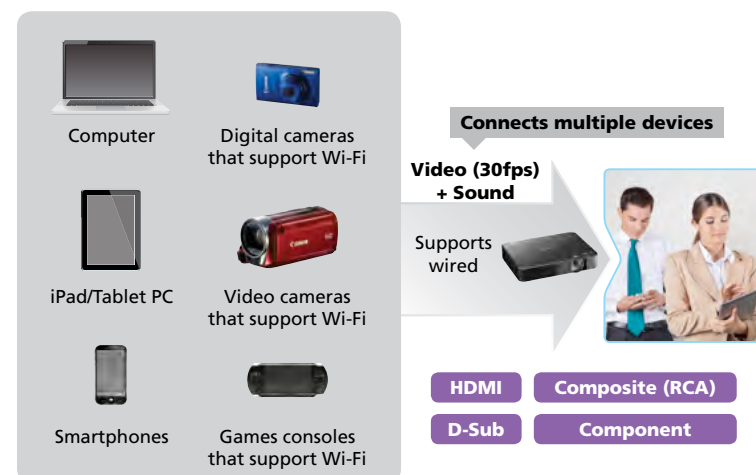 Computer
Digital cameras
that support Wi-Fi
iPad/Tablet PC
Video cameras
that support Wi-Fi
Smartphones
Games consoles
that support Wi-Fi
Connects multiple devices
Video (30fps)
+ Sound
Supports
wired
HDMI
Composite (RCA)
D-Sub
Component
Canon